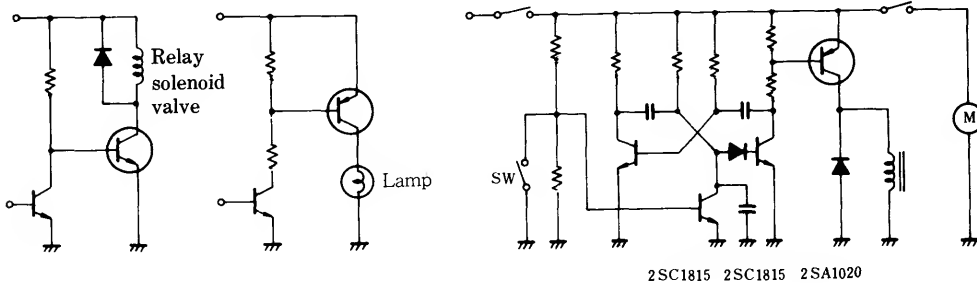 Relay
solenoid
valve
Lamp
SW
M
2SC1815 2SC1815 2SA1020